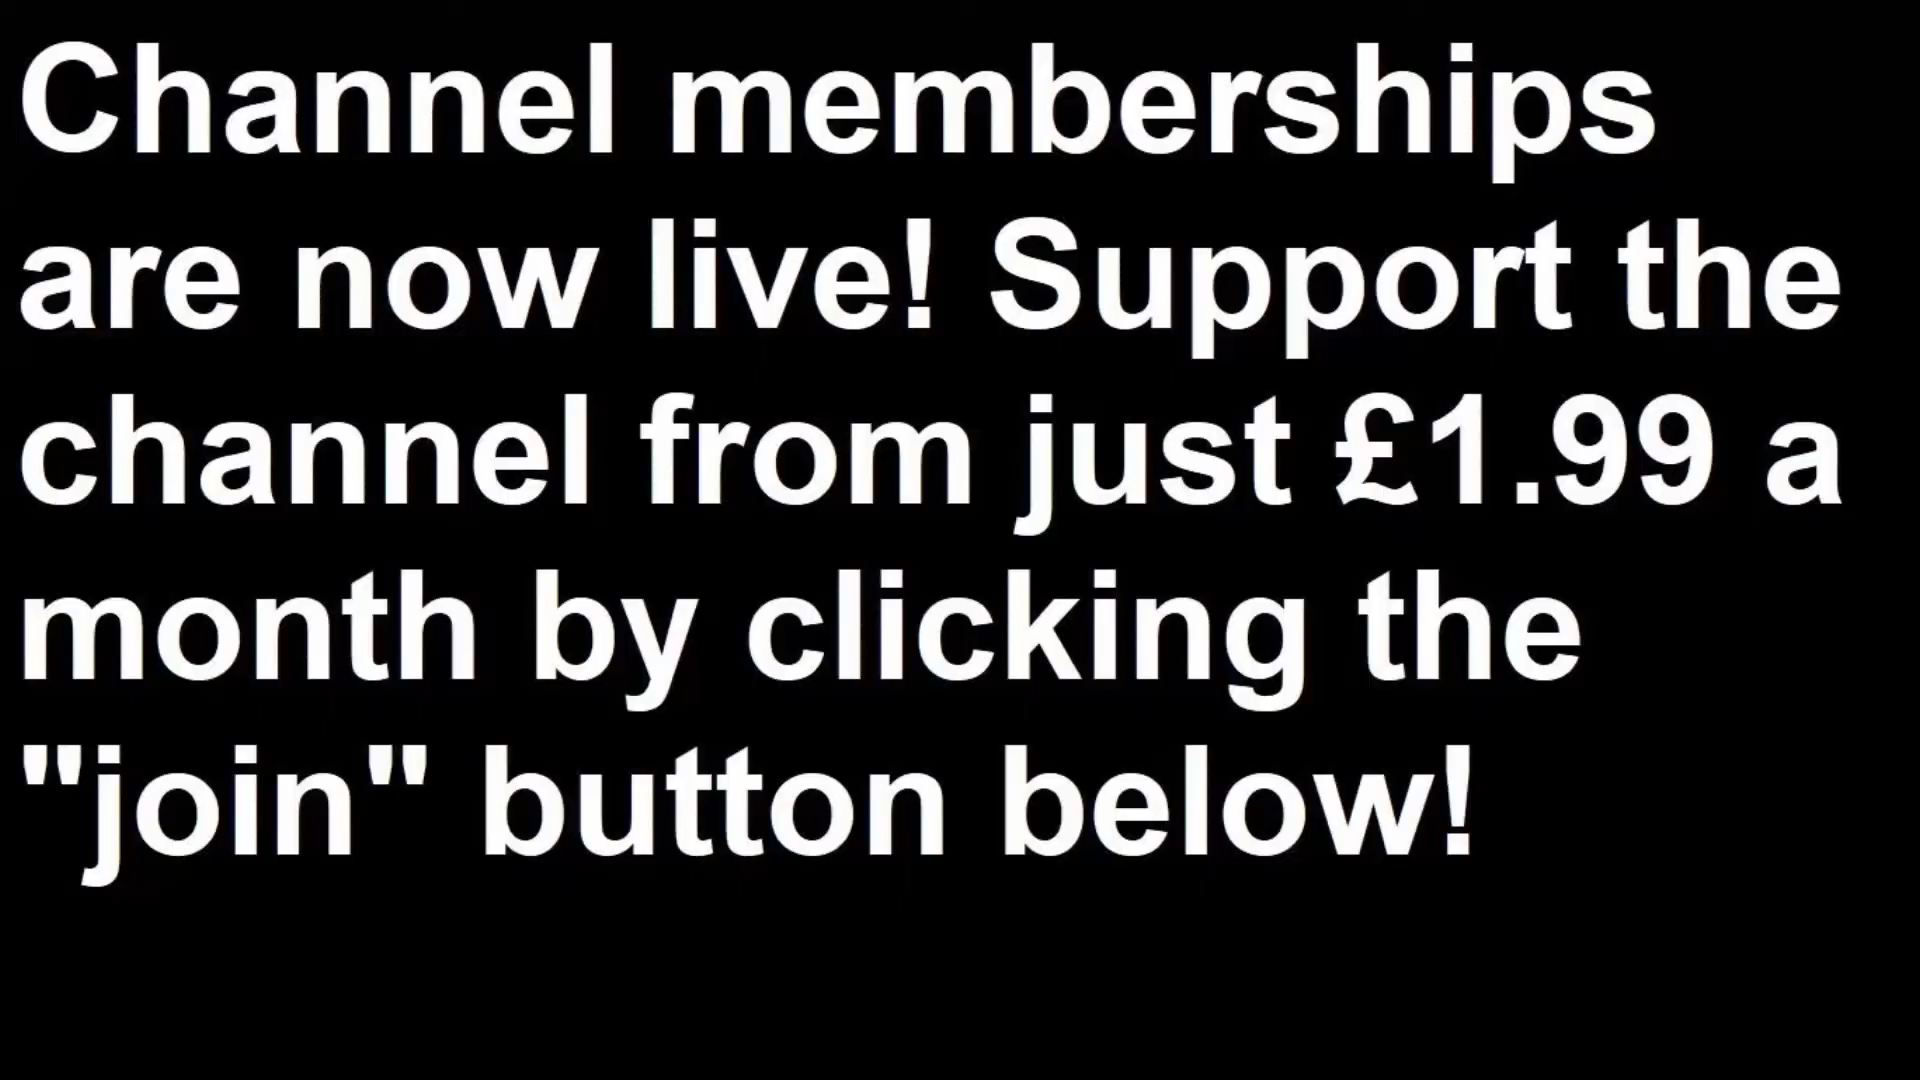 Channel memberships
are now live! Support the
channel from just £1.99 a
month by clicking the
"join" button below!